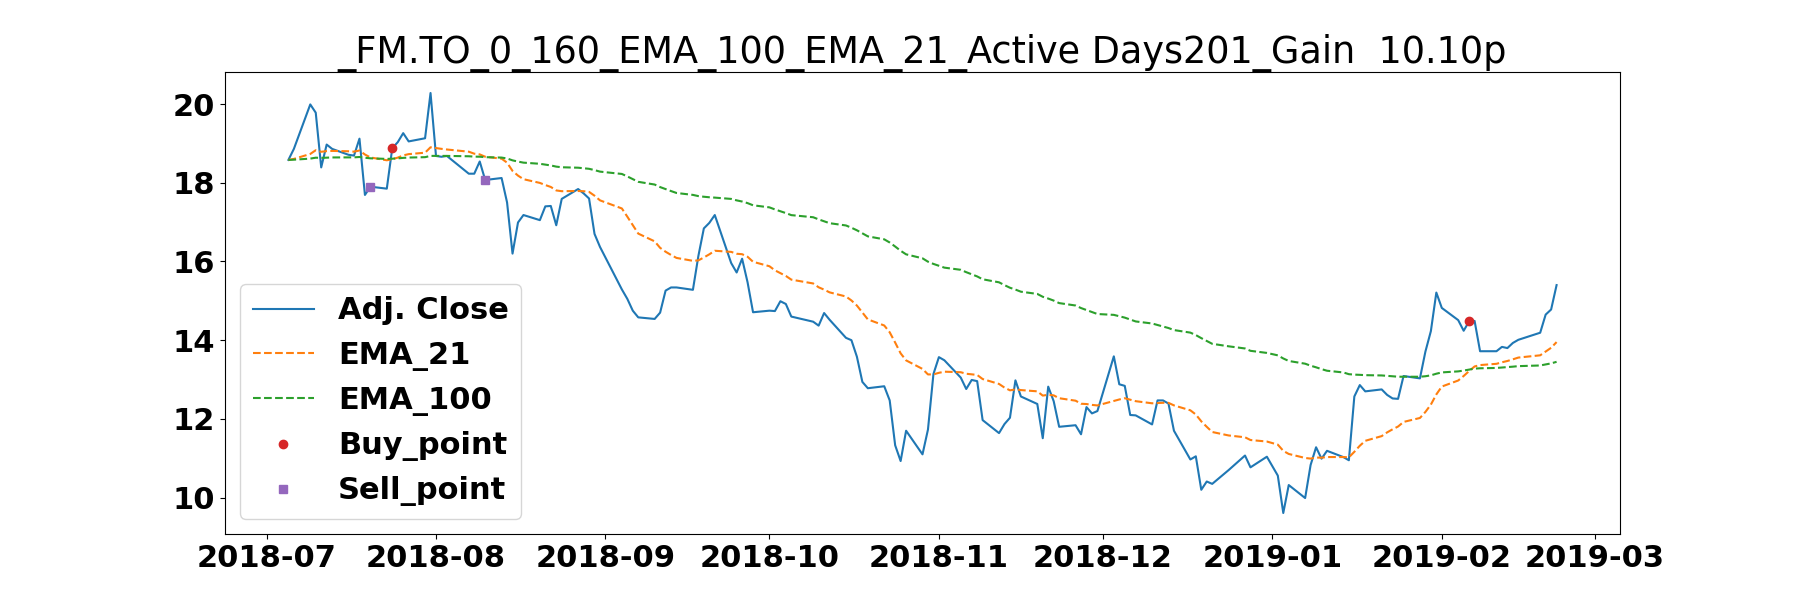 _FM.TO_0_160_EMA_100_EMA_21_Active Days201_Gain  10.10p
20
18
16
14
12
10
Adj. Close
EMA_21
EMA_100
Buy_point
Sell_point
2018-07 2018-08 2018-09 2018-10 2018-11 2018-12 2019-01 2019-02 2019-03